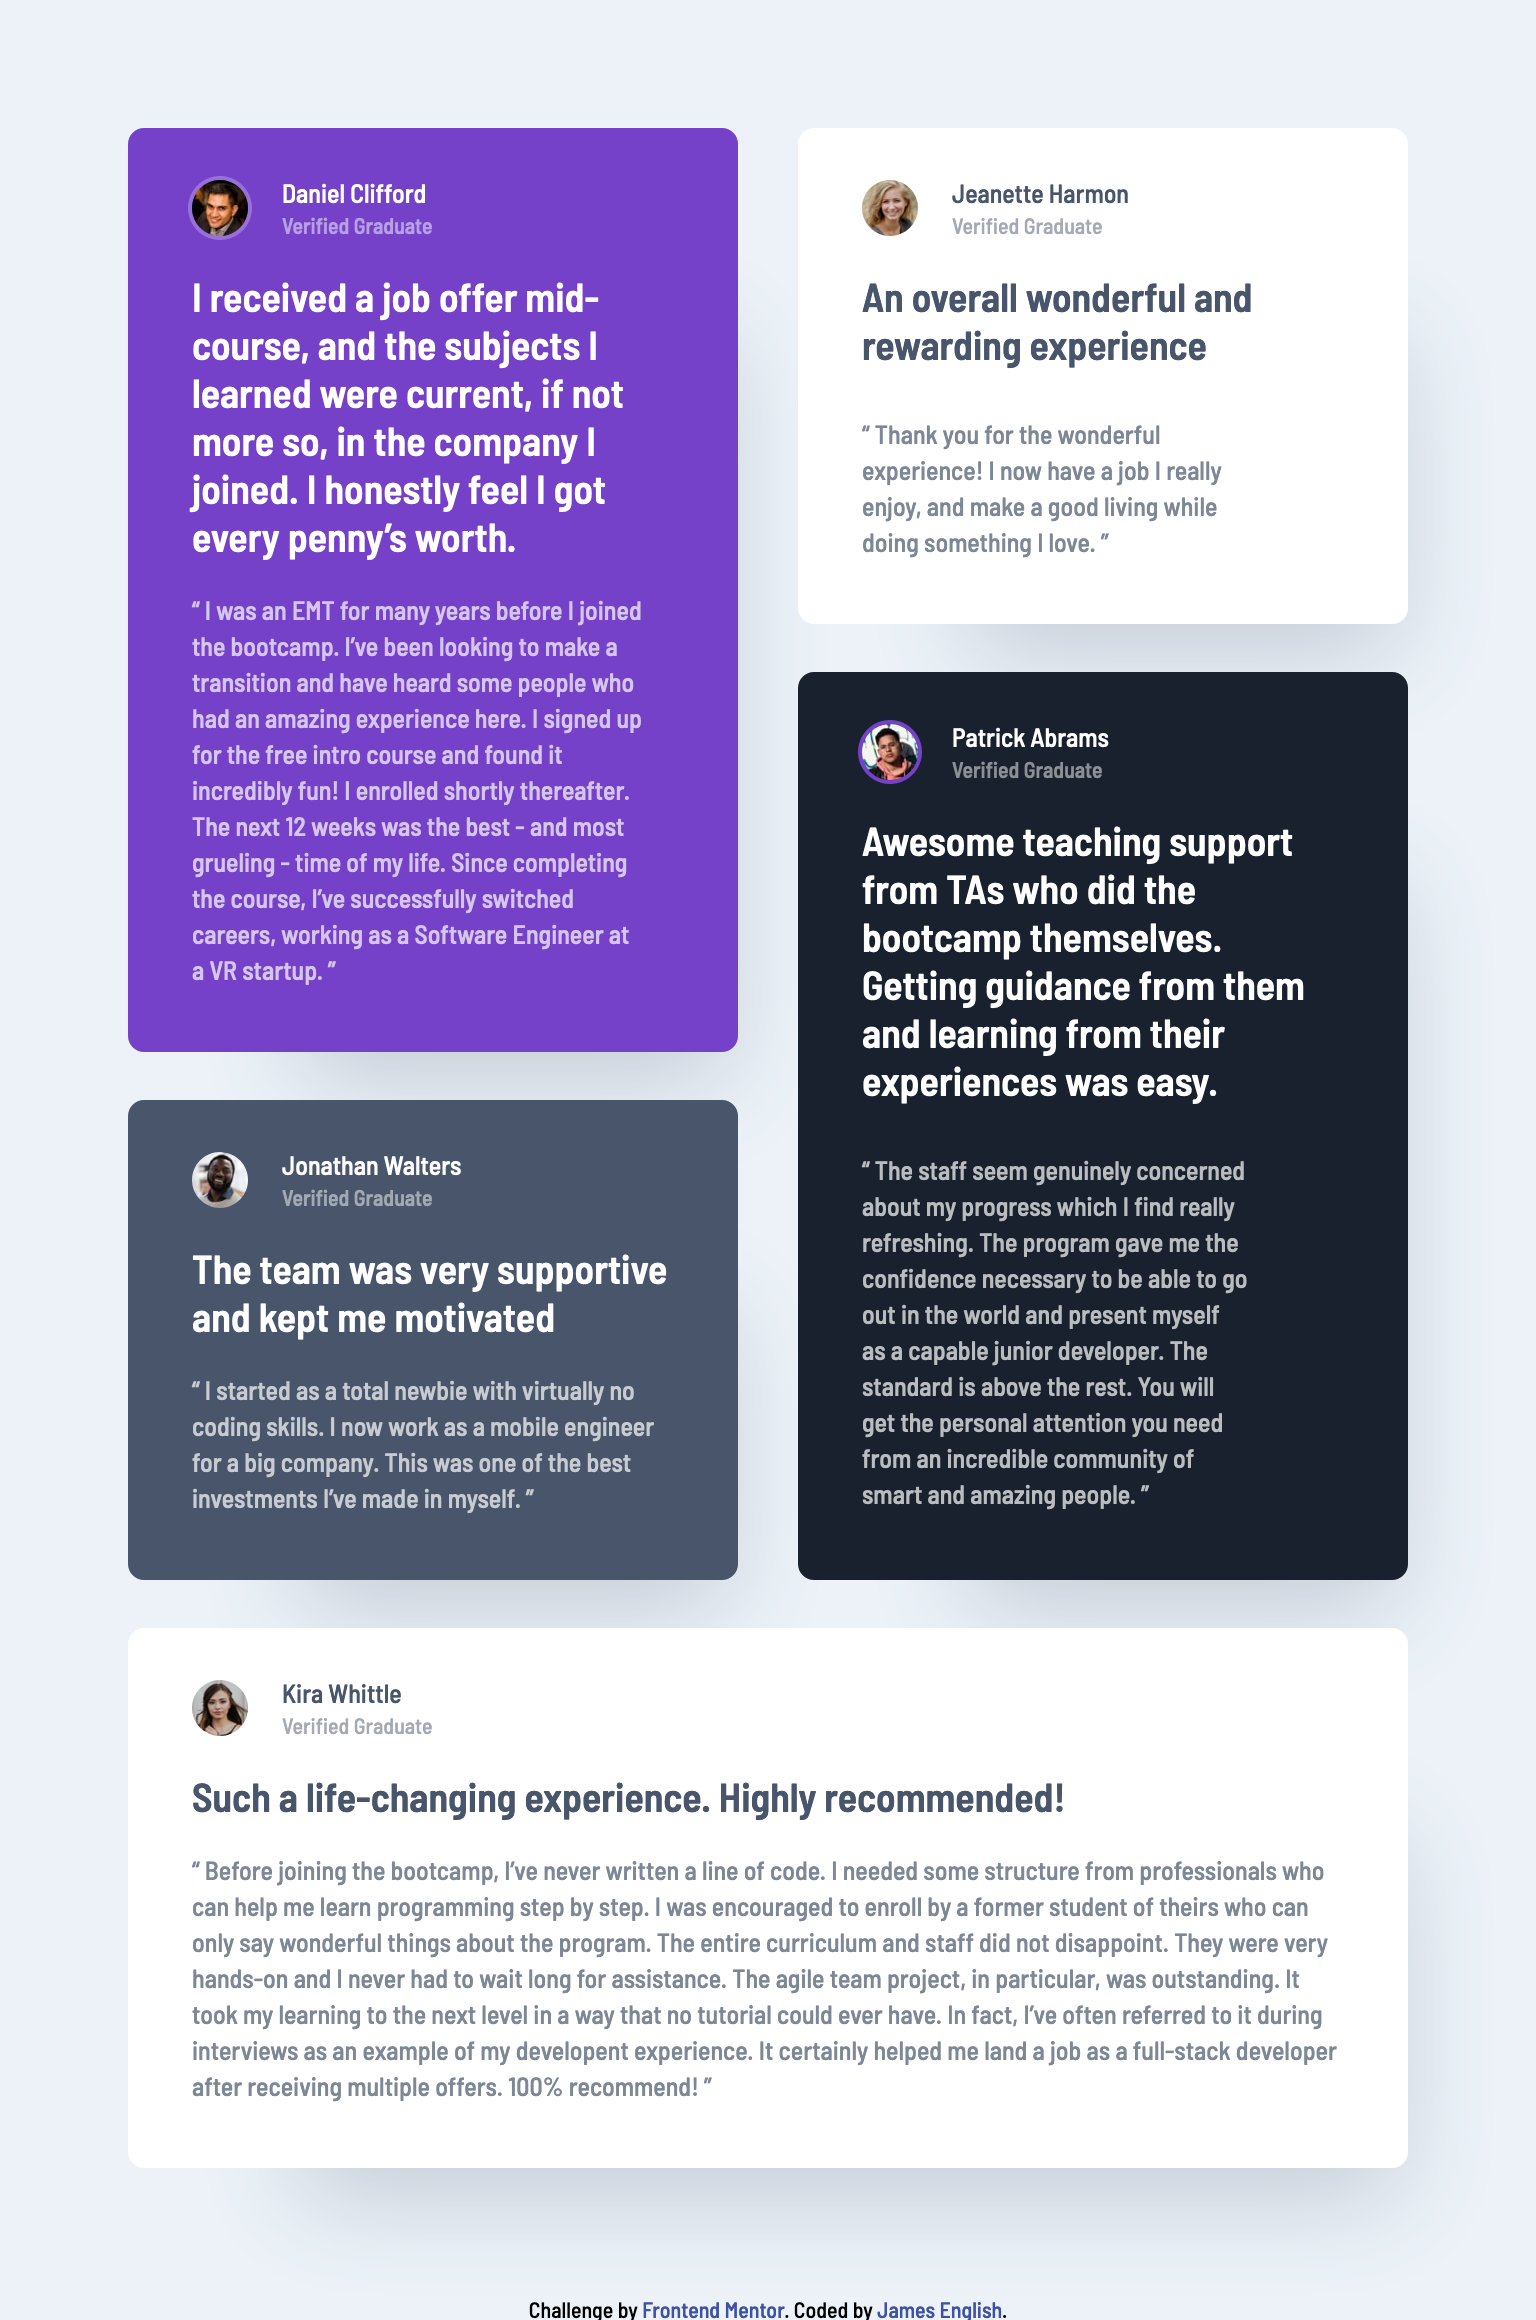 Daniel Clifford
Verified Graduate
I received a job offer mid-
course, and the subjects I
learned were current, if not
more so, in the company I
joined. I honestly feel I got
every penny’s worth.
“ I was an EMT for many years before I joined
the bootcamp. I’ve been looking to make a
transition and have heard some people who
had an amazing experience here. I signed up
for the free intro course and found it
incredibly fun! I enrolled shortly thereafter.
The next 12 weeks was the best - and most
grueling - time of my life. Since completing
the course, I’ve successfully switched
careers, working as a Software Engineer at
a VR startup. ”
Jeanette Harmon
Verified Graduate
An overall wonderful and
rewarding experience
“ Thank you for the wonderful
experience! I now have a job I really
enjoy, and make a good living while
doing something I love. ”
Jonathan Walters
Verified Graduate
The team was very supportive
and kept me motivated
“ I started as a total newbie with virtually no
coding skills. I now work as a mobile engineer
for a big company. This was one of the best
investments I’ve made in myself. ”
Patrick Abrams
Verified Graduate
Awesome teaching support
from TAs who did the
bootcamp themselves.
Getting guidance from them
and learning from their
experiences was easy.
“ The staff seem genuinely concerned
about my progress which I find really
refreshing. The program gave me the
confidence necessary to be able to go
out in the world and present myself
as a capable junior developer. The
standard is above the rest. You will
get the personal attention you need
from an incredible community of
smart and amazing people. ”
Kira Whittle
Verified Graduate
Such a life-changing experience. Highly recommended!
“ Before joining the bootcamp, I’ve never written a line of code. I needed some structure from professionals who
can help me learn programming step by step. I was encouraged to enroll by a former student of theirs who can
only say wonderful things about the program. The entire curriculum and staff did not disappoint. They were very
hands-on and I never had to wait long for assistance. The agile team project, in particular, was outstanding. It
took my learning to the next level in a way that no tutorial could ever have. In fact, I’ve often referred to it during
interviews as an example of my developent experience. It certainly helped me land a job as a full-stack developer
after receiving multiple offers. 100% recommend! ”
Challenge by Frontend Mentor. Coded by James English.